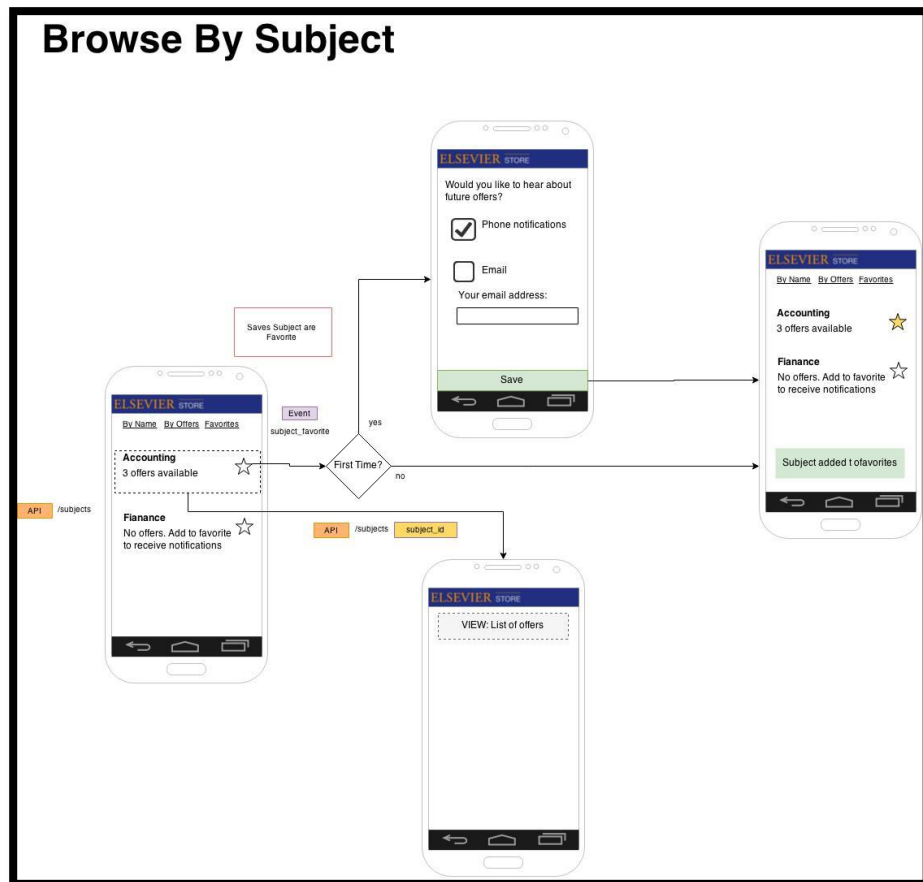 Browse By Subject
ELSEVIER STORE
Would you like to hear about
future offers?
Phone notifications
Email
Your email address:
Save
ELSEVIER STORE
By Name By Offers Favorites
Accounting
3 offers available
Fianance
No offers. Add to favorite
to receive notifications
Subject added t ofavorites
Saves Subject are
Favorite
ELSEVIER STORE
By Name By Offers Favorites
Accounting
3 offers available
Fianance
No offers. Add to favorite
to receive notifications
Event
subject_favorite
yes
First Time?
no
API /subjects
API /subjects subject_id
ELSEVIER STORE
VIEW: List of offers